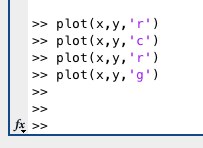 >> plot(x,y,'r')
>> plot(x,y,'c')
>> plot(x,y,'r')
>> plot(x,y,'g')
>>
>>
fx >>